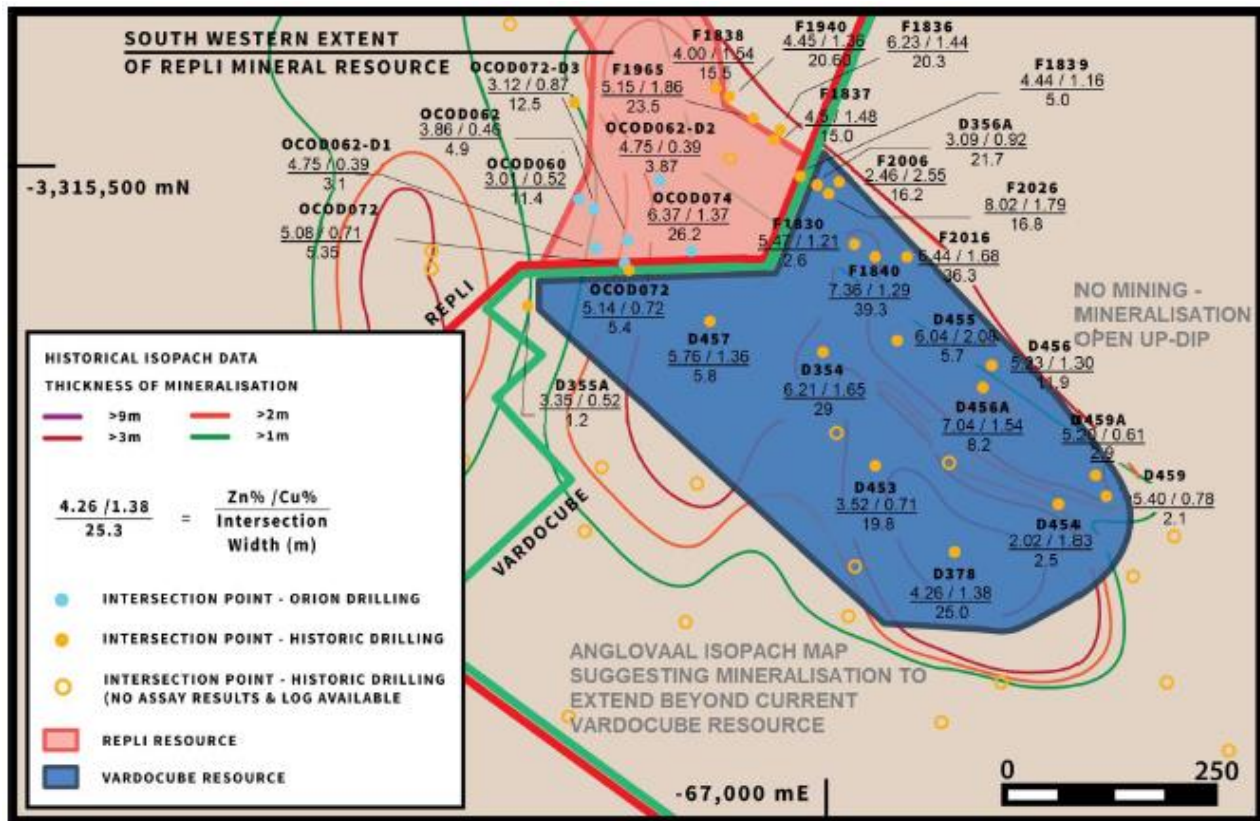 SOUTH WESTERN EXTENT
OF REPLI MINERAL RESOURCE
F1838
4.00 / 1.54
15.5
F1940
4.45 / 1.36
20.60
F1836
6.23 / 1.44
20.3
OCOD072-D3
3.12 / 0.87
12.5
F1965
5.15 / 1.86
23.5
F1839
4.44 / 1.16
5.0
F1837
4.5 / 1.48
15.0
OCOD062
3.86 / 0.46
4.9
OCOD062-D2
4.75 / 0.39
3.87
D356A
3.09 / 0.92
21.7
OCOD062-D1
4.75 / 0.39
3.1
OCOD060
3.01 / 0.52
11.4
F2006
2.46 / 2.55
16.2
-3,315,500 mN
OCOD074
6.37 / 1.37
26.2
F2026
8.02 / 1.79
16.8
OCOD072
5.08 / 0.71
5.35
F1830
5.47 / 1.21
2.6
F2016
6.44 / 1.68
36.3
F1840
7.36 / 1.29
39.3
REPLI
OCOD072
5.14 / 0.72
5.4
NO MINING -
MINERALISATION
OPEN UP-DIP
D457
5.76 / 1.36
5.8
D455
6.04 / 2.08
5.7
D456
5.23 / 1.30
11.9
D354
6.21 / 1.65
29
D355A
3.35 / 0.52
1.2
D456A
7.04 / 1.54
8.2
D459A
5.20 / 0.61
2.9
D453
3.52 / 0.71
19.8
D459
5.40 / 0.78
2.1
VARDOCUBE
D454
2.02 / 1.83
2.5
D378
4.26 / 1.38
25.0
ANGLOVAAL ISOPACH MAP
SUGGESTING MINERALISATION TO
EXTEND BEYOND CURRENT
VARDOCUBE RESOURCE
-67,000 mE
0 250
HISTORICAL ISOPACH DATA
THICKNESS OF MINERALISATION
>9m >2m
>3m >1m
4.26 /1.38 = Zn% /Cu%
25.3 Intersection
Width (m)
INTERSECTION POINT - ORION DRILLING
INTERSECTION POINT - HISTORIC DRILLING
INTERSECTION POINT - HISTORIC DRILLING
(NO ASSAY RESULTS & LOG AVAILABLE
REPLI RESOURCE
VARDOCUBE RESOURCE